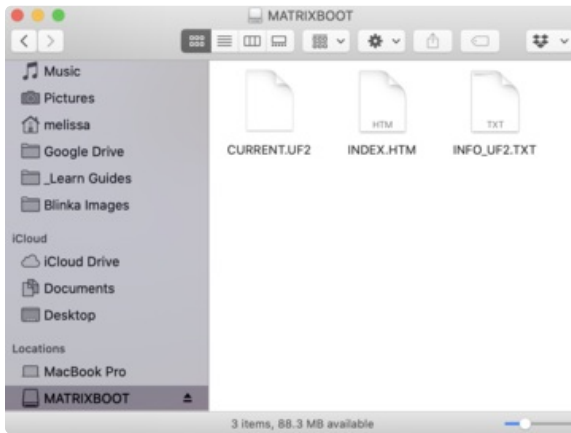 MATRIXBOOT
Music
Pictures
melissa
Google Drive
_Learn Guides
Blinka Images
iCloud
iCloud Drive
Documents
Desktop
Locations
MacBook Pro
MATRIXBOOT
HTM
TXT
CURRENT.UF2
INDEX.HTM
INFO_UF2.TXT
3 items, 88.3 MB available